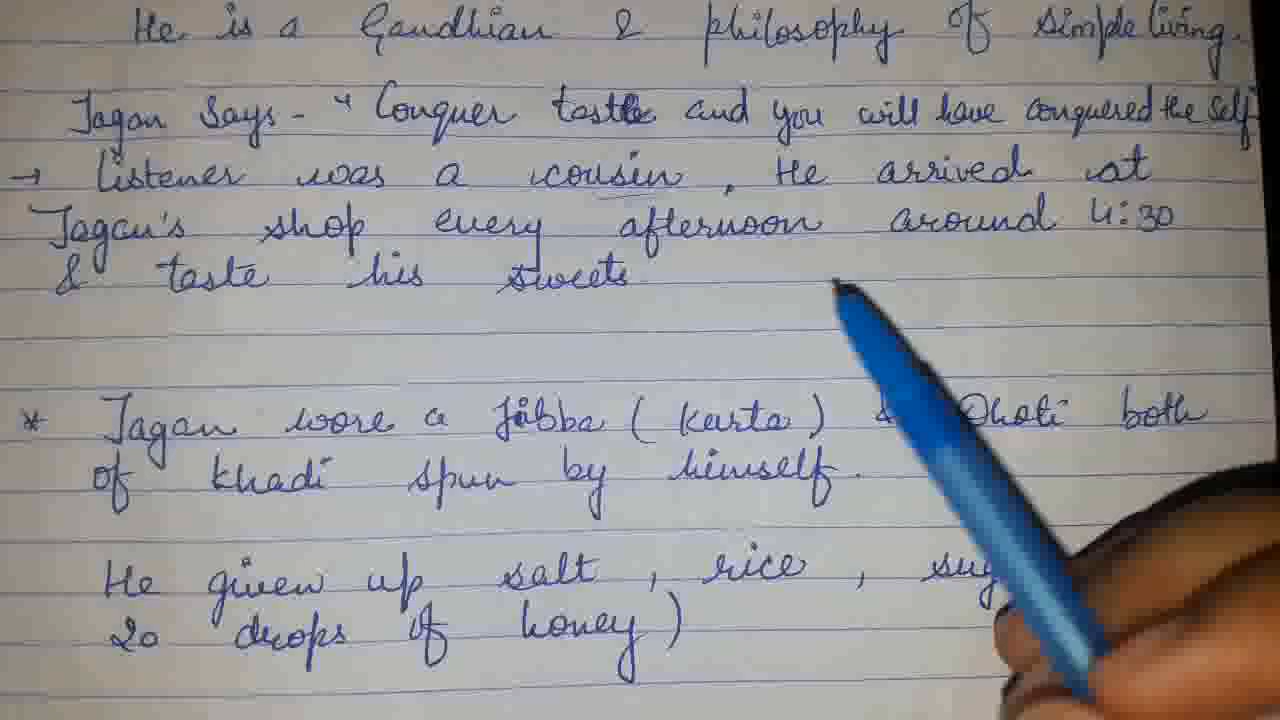 He is a Gandhian & philosophy of simple living.
Jagan Says - " Conquer taste and you will have conquered the self
→ Listener was a cousin. He arrived at
Jagan's shop every afternoon around 4:30
& taste his sweets
* Jagan wore a Jibba (Kurta) & Dhoti both
of khadi spun by himself.
He given up salt, rice,
20 drops of honey)